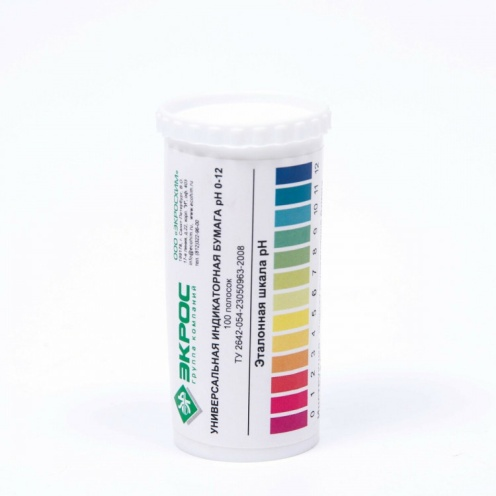 ЭКРОС
группа компаний
ООО «ЭКРОСХИМ»
УНИВЕРСАЛЬНАЯ ИНДИКАТОРНАЯ БУМАГА pH 0-12
100 полосок
ТУ 2642-054-23050963-2008
Эталонная шкала pH
0 1 2 3 4 5 6 7 8 9 10 11 12